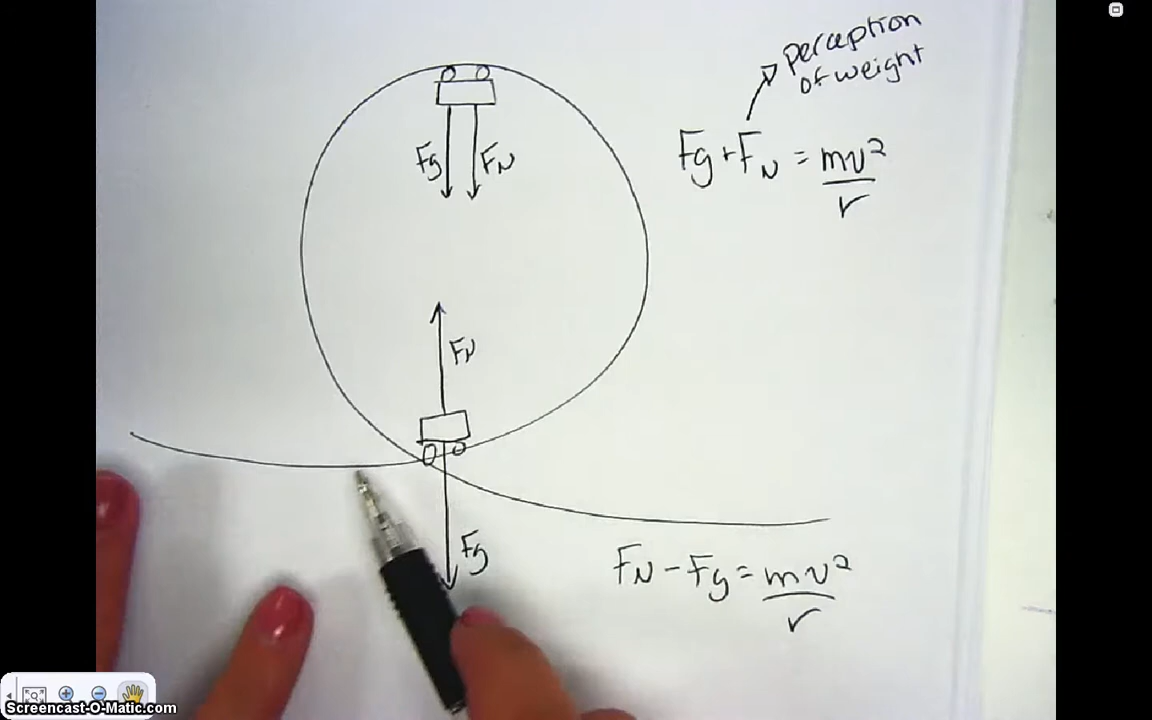 perception
of weight
Fg + FN = mv²
r
Fg
FN
FN
Fg
FN - Fg = mv²
r
Screencast-O-Matic.com